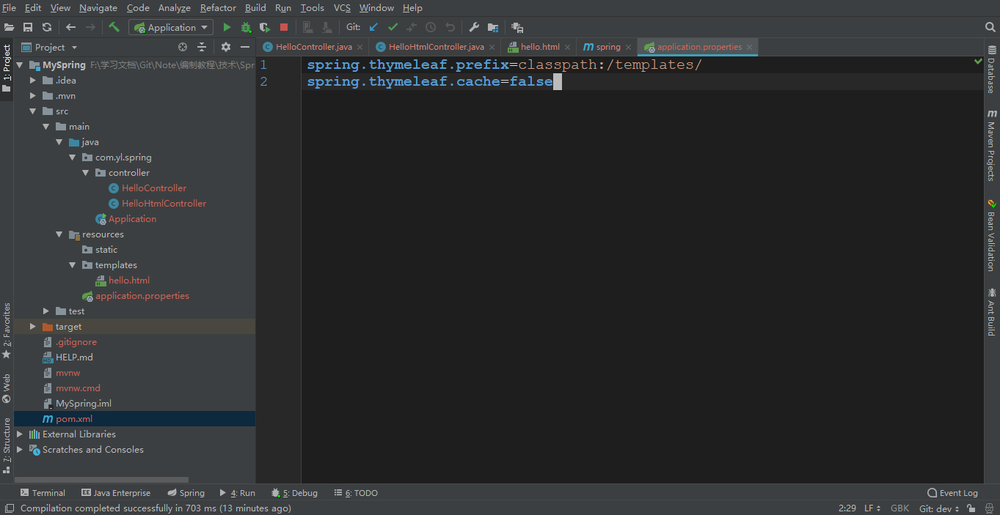 File Edit View Navigate Code Analyze Refactor Build Run Tools VCS Window Help
Application Git:
1: Project
Project
HelloController.java HelloHtmlController.java hello.html spring application.properties
MySpring F:\学习文档\Git\Note\编制教程\技术\Spr
.idea
.mvn
src
main
java
com.yl.spring
controller
HelloController
HelloHtmlController
Application
resources
static
templates
hello.html
application.properties
test
target
.gitignore
HELP.md
mvnw
mvnw.cmd
MySpring.iml
pom.xml
External Libraries
Scratches and Consoles
1 spring.thymeleaf.prefix=classpath:/templates/
2 spring.thymeleaf.cache=false
2: Favorites
Web
7: Structure
Database
Maven Projects
Bean Validation
Ant Build
Terminal Java Enterprise Spring 4: Run 5: Debug 6: TODO Event Log
Compilation completed successfully in 703 ms (13 minutes ago) 2:29 LF GBK Git: dev